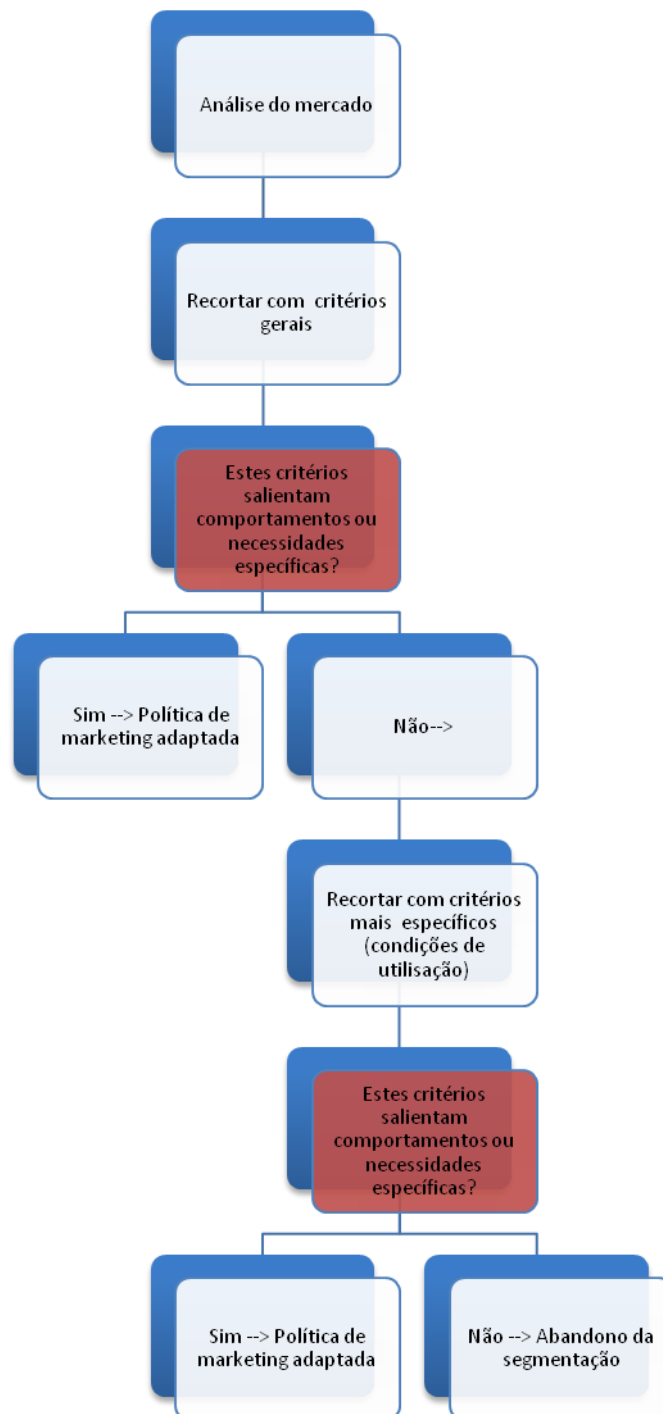 Análise do mercado
Recortar com critérios
gerais
Estes critérios
salientam
comportamentos ou
necessidades
específicas?
Sim --> Política de
marketing adaptada
Não-->
Recortar com critérios
mais específicos
(condições de
utilisação)
Estes critérios
salientam
comportamentos ou
necessidades
específicas?
Sim --> Política de
marketing adaptada
Não --> Abandono da
segmentação